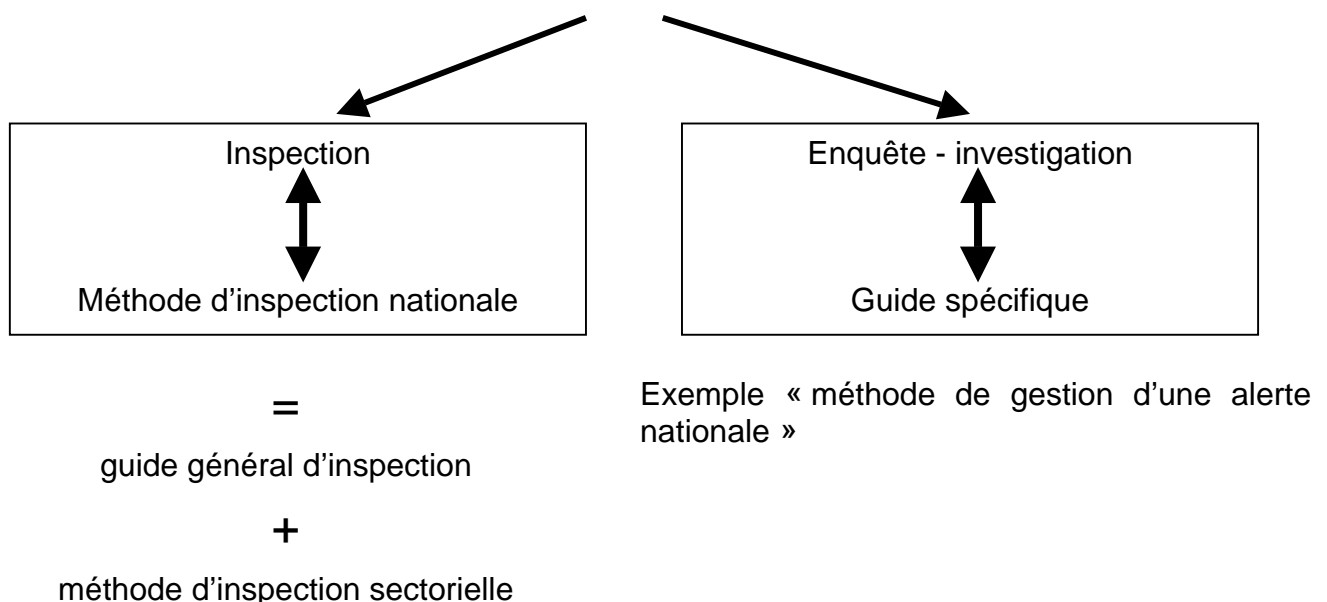 Inspection
Méthode d'inspection nationale
=
guide général d'inspection
+
méthode d'inspection sectorielle
Enquête - investigation
Guide spécifique
Exemple « méthode de gestion d'une alerte
nationale »